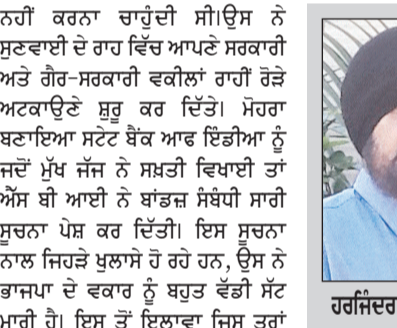 ਨਹੀਂ ਕਰਨਾ ਚਾਹੁੰਦੀ ਸੀ।ਉਸ ਨੇ
ਸੁਣਵਾਈ ਦੇ ਰਾਹ ਵਿੱਚ ਆਪਣੇ ਸਰਕਾਰੀ
ਅਤੇ ਗੈਰ-ਸਰਕਾਰੀ ਵਕੀਲਾਂ ਰਾਹੀਂ ਰੋੜੇ
ਅਟਕਾਉਣੇ ਸ਼ੁਰੂ ਕਰ ਦਿੱਤੇ। ਮੋਹਰਾ
ਬਣਾਇਆ ਸਟੇਟ ਬੈਂਕ ਆਫ ਇੰਡੀਆ ਨੂੰ
ਜਦੋਂ ਮੁੱਖ ਜੱਜ ਨੇ ਸਖ਼ਤੀ ਵਿਖਾਈ ਤਾਂ
ਐੱਸ ਬੀ ਆਈ ਨੇ ਬਾਂਡਜ਼ ਸੰਬੰਧੀ ਸਾਰੀ
ਸੂਚਨਾ ਪੇਸ਼ ਕਰ ਦਿੱਤੀ। ਇਸ ਸੂਚਨਾ
ਨਾਲ ਜਿਹੜੇ ਖੁਲਾਸੇ ਹੋ ਰਹੇ ਹਨ, ਉਸ ਨੇ
ਭਾਜਪਾ ਦੇ ਵਕਾਰ ਨੂੰ ਬਹੁਤ ਵੱਡੀ ਸੱਟ
ਮਾਰੀ ਹੈ। ਇਸ ਤੋਂ ਇਲਾਵਾ ਜਿਸ ਤਰਾਂ
ਹਰਜਿੰਦਰ